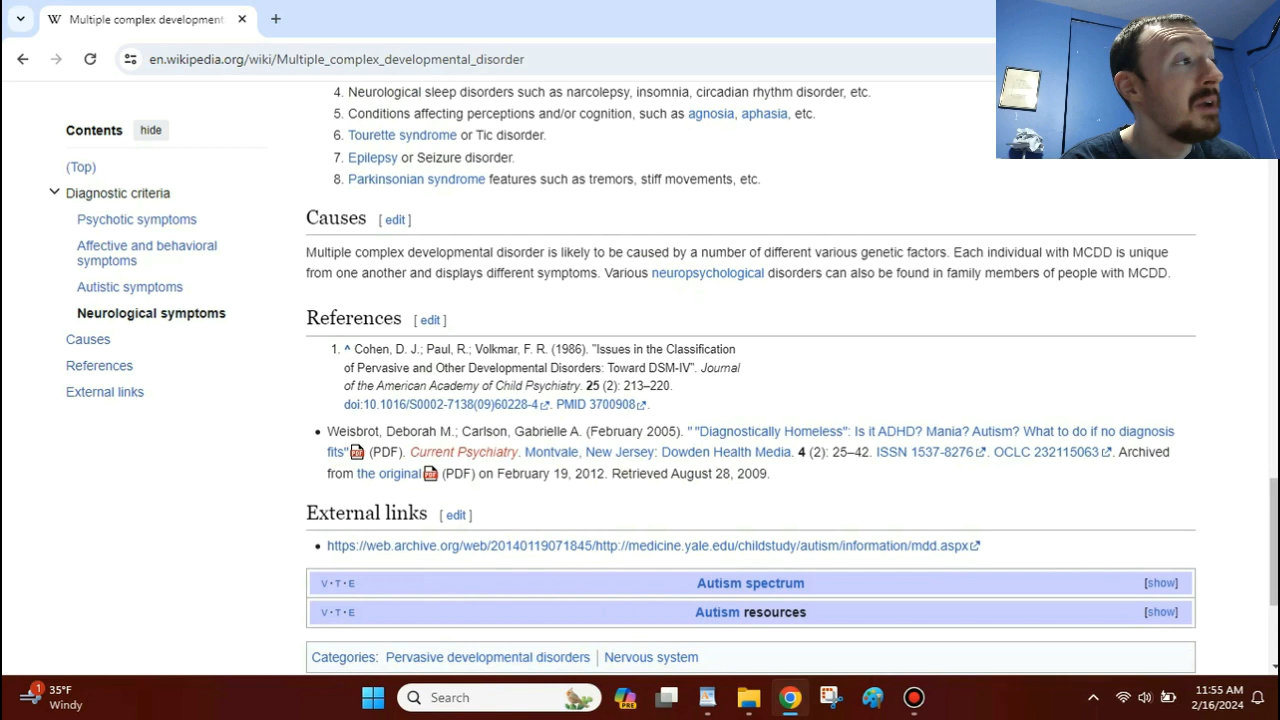 Multiple complex development
en.wikipedia.org/wiki/Multiple_complex_developmental_disorder
Contents hide
(Top)
Diagnostic criteria
Psychotic symptoms
Affective and behavioral
symptoms
Autistic symptoms
Neurological symptoms
Causes
References
External links
4. Neurological sleep disorders such as narcolepsy, insomnia, circadian rhythm disorder, etc.
5. Conditions affecting perceptions and/or cognition, such as agnosia, aphasia, etc.
6. Tourette syndrome or Tic disorder.
7. Epilepsy or Seizure disorder.
8. Parkinsonian syndrome features such as tremors, stiff movements, etc.
Causes [ edit ]
Multiple complex developmental disorder is likely to be caused by a number of different various genetic factors. Each individual with MCDD is unique
from one another and displays different symptoms. Various neuropsychological disorders can also be found in family members of people with MCDD.
References [ edit ]
1. ^ Cohen, D. J.; Paul, R.; Volkmar, F. R. (1986). "Issues in the Classification
of Pervasive and Other Developmental Disorders: Toward DSM-IV". Journal
of the American Academy of Child Psychiatry. 25 (2): 213–220.
doi:10.1016/S0002-7138(09)60228-4. PMID 3700908.
• Weisbrot, Deborah M.; Carlson, Gabrielle A. (February 2005). ""Diagnostically Homeless": Is it ADHD? Mania? Autism? What to do if no diagnosis
fits" (PDF). Current Psychiatry. Montvale, New Jersey: Dowden Health Media. 4 (2): 25–42. ISSN 1537-8276. OCLC 232115063. Archived
from the original (PDF) on February 19, 2012. Retrieved August 28, 2009.
External links [ edit ]
• https://web.archive.org/web/20140119071845/http://medicine.yale.edu/childstudy/autism/information/mdd.aspx
V·T·E Autism spectrum [show]
V·T·E Autism resources [show]
Categories: Pervasive developmental disorders | Nervous system
1 35°F
Windy
Search
PRE
11:55 AM
2/16/2024